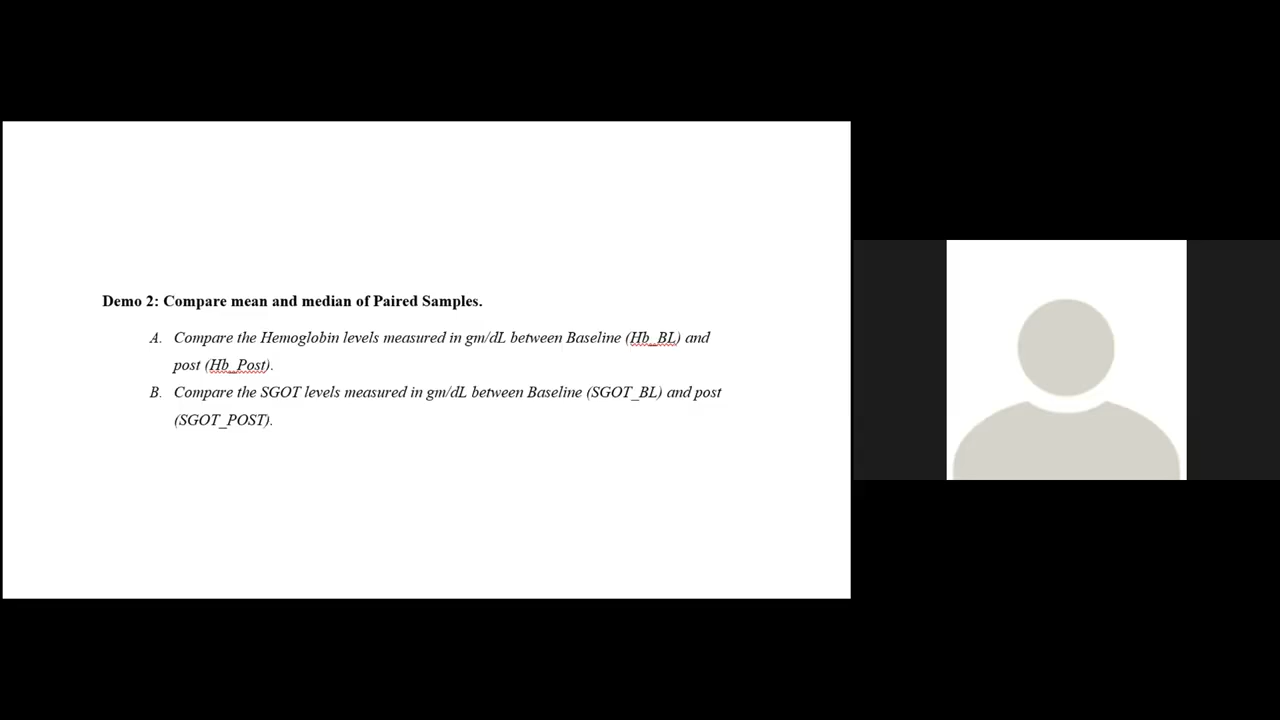 Demo 2: Compare mean and median of Paired Samples.
A. Compare the Hemoglobin levels measured in gm/dL between Baseline (Hb_BL) and
post (Hb_Post).
B. Compare the SGOT levels measured in gm/dL between Baseline (SGOT_BL) and post
(SGOT_POST).